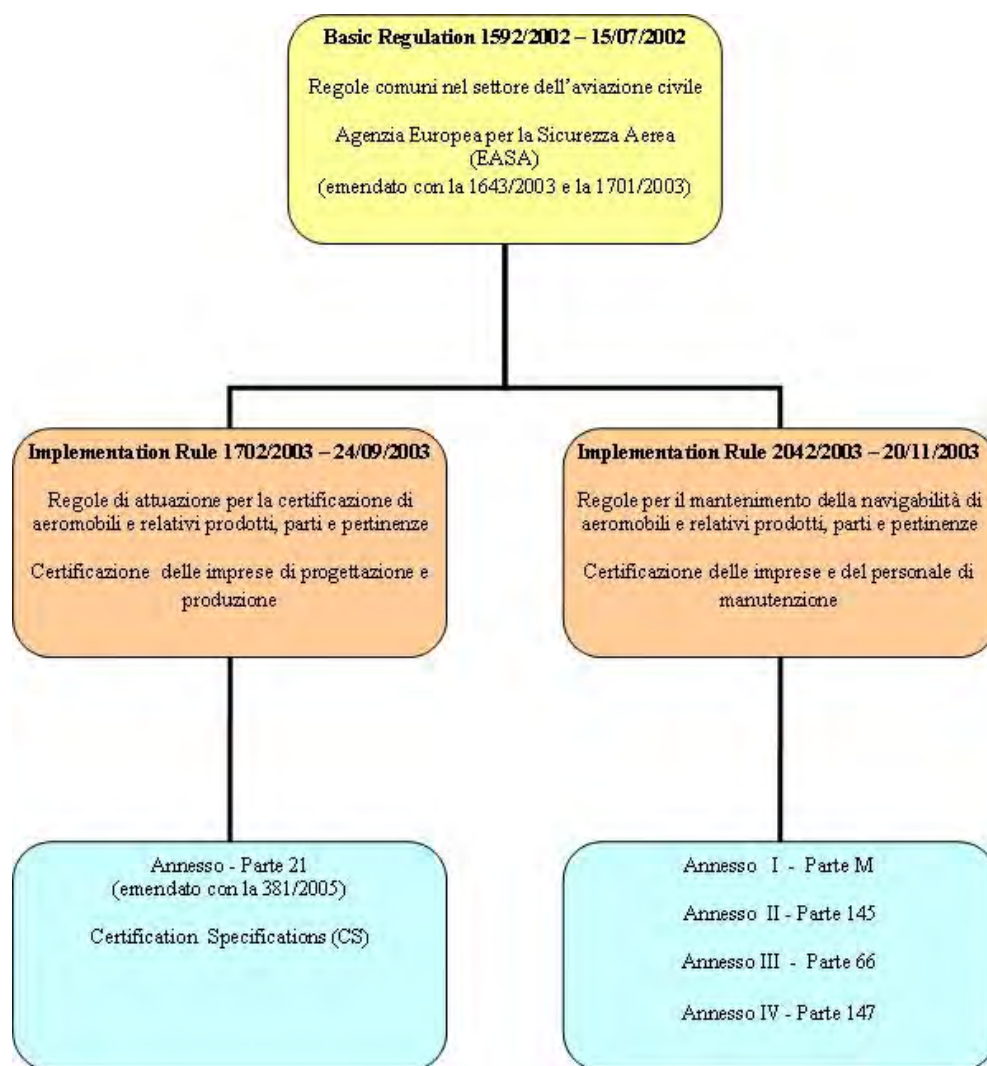 Basic Regulation 1592/2002 – 15/07/2002
Regole comuni nel settore dell'aviazione civile
Agenzia Europea per la Sicurezza Aerea
(EASA)
(emendato con la 1643/2003 e la 1701/2003)
Implementation Rule 1702/2003 – 24/09/2003
Regole di attuazione per la certificazione di
aeromobili e relativi prodotti, parti e pertinenze
Certificazione delle imprese di progettazione e
produzione
Implementation Rule 2042/2003 – 20/11/2003
Regole per il mantenimento della navigabilità di
aeromobili e relativi prodotti, parti e pertinenze
Certificazione delle imprese e del personale di
manutenzione
Annesso - Parte 21
(emendato con la 381/2005)
Certification Specifications (CS)
Annesso I - Parte M
Annesso II - Parte 145
Annesso III - Parte 66
Annesso IV - Parte 147